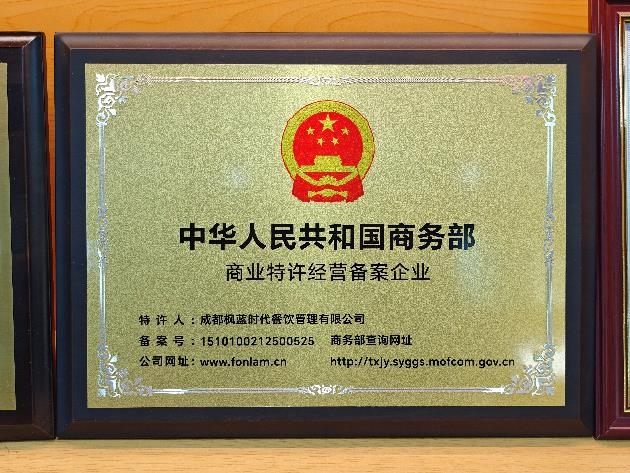 中华人民共和国商务部
商业特许经营备案企业
特 许 人：成都枫蓝时代餐饮管理有限公司
备 案 号：1510100212500525 商务部查询网址
公司网址：www.fonlam.cn http://txjy.syggs.mofcom.gov.cn